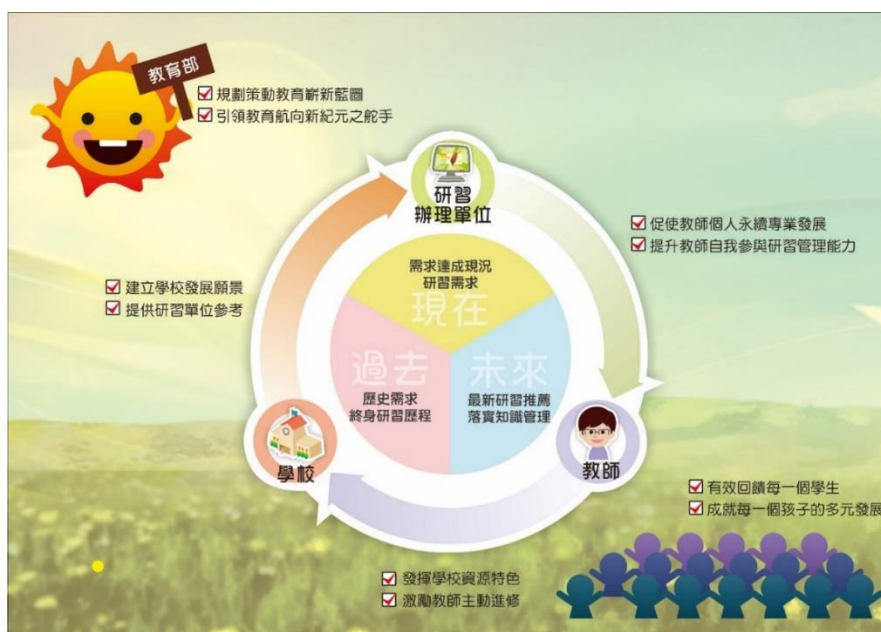 教育部
規劃策動教育嶄新藍圖
引領教育航向新紀元之舵手
研習
辦理單位
促使教師個人永續專業發展
提升教師自我參與研習管理能力
建立學校發展願景
提供研習單位參考
需求達成現況
研習需求
現在
過去
歷史需求
終身研習歷程
未來
最新研習推薦
落實知識管理
學校
教師
有效回饋每一個學生
成就每一個孩子的多元發展
發揮學校資源特色
激勵教師主動進修